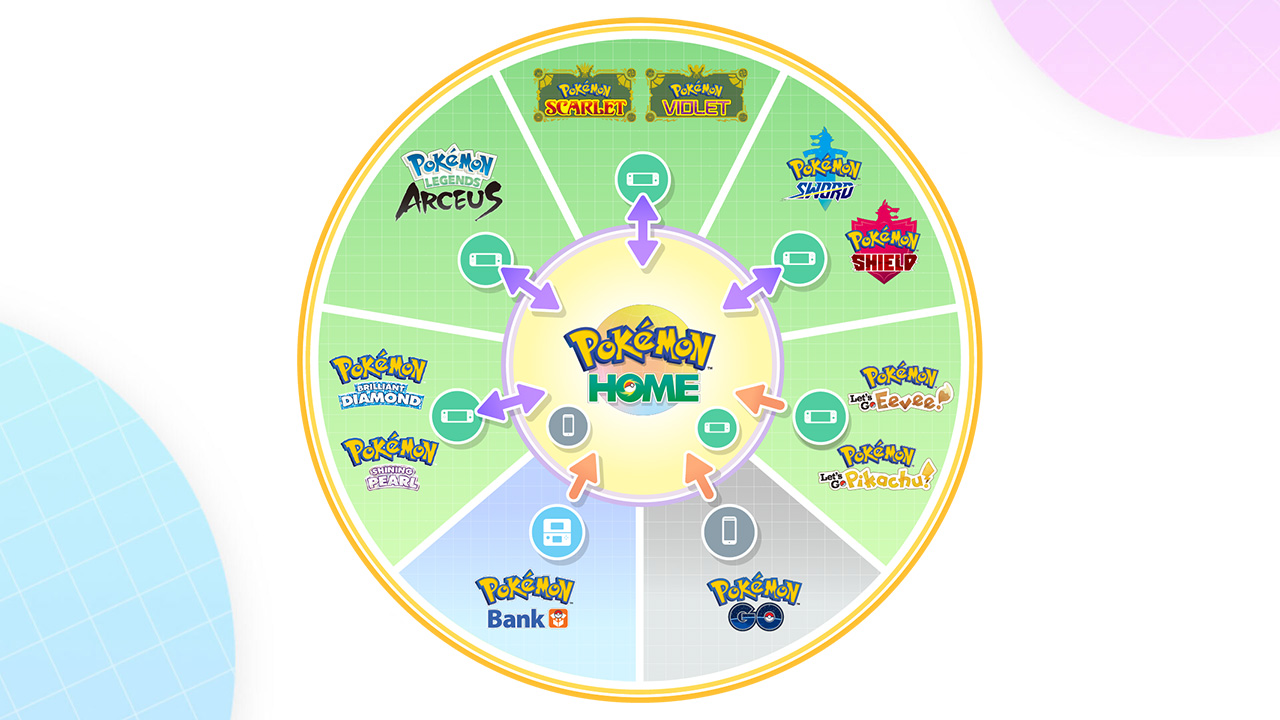 POKéMON
SCARLET
POKéMON
VIOLET
POKéMON
LEGENDS
ARCEUS
POKéMON
SWORD
POKéMON
SHIELD
POKéMON
HOME
TM
POKéMON
BRILLIANT
DIAMOND
POKéMON
SHINING
PEARL
POKéMON
Let's Go Eevee!
POKéMON
Let's Go Pikachu!
POKéMON
Bank
POKéMON
GO